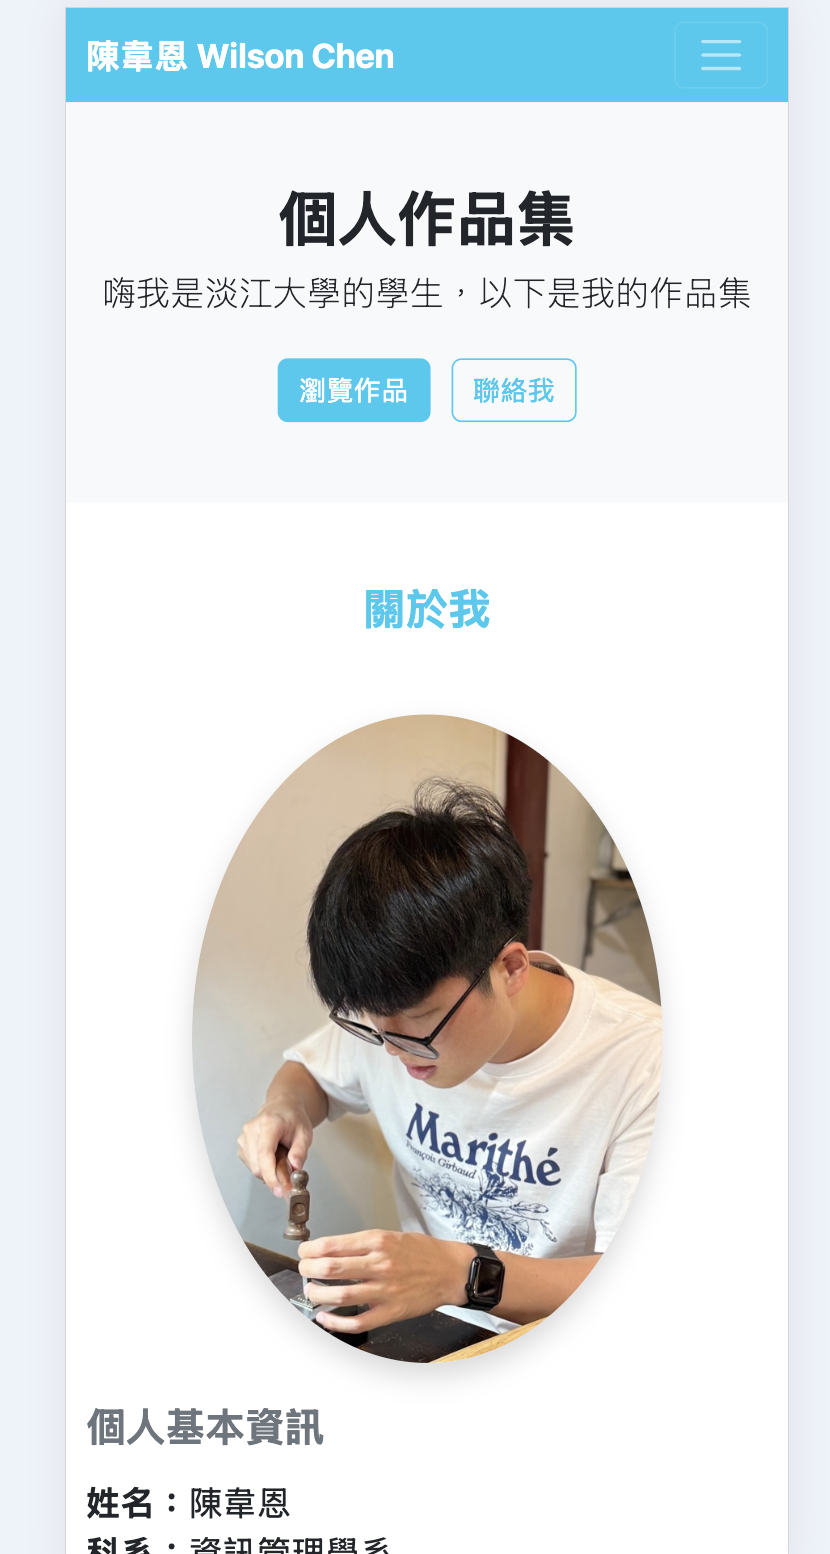 陳韋恩 Wilson Chen
個人作品集
嗨我是淡江大學的學生，以下是我的作品集
瀏覽作品
聯絡我
關於我
Marithé
François Girbaud
個人基本資訊
姓名：陳韋恩
科系：資訊管理學系